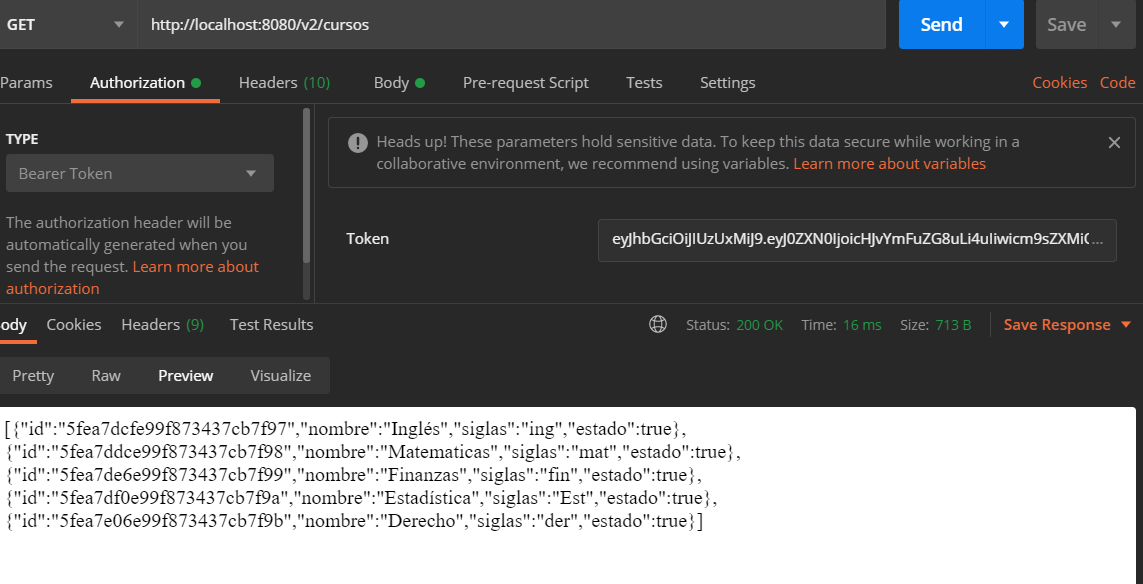 GET http://localhost:8080/v2/cursos Send Save
Params Authorization Headers (10) Body Pre-request Script Tests Settings Cookies Code
TYPE
Bearer Token
The authorization header will be
automatically generated when you
send the request. Learn more about
authorization
Heads up! These parameters hold sensitive data. To keep this data secure while working in a
collaborative environment, we recommend using variables. Learn more about variables
Token eyJhbGciOiJIUzUxMiJ9.eyJ0ZXN0IjoicHJvYmFuZG8uLi4uIiwicm9sZXMiO...
ody Cookies Headers (9) Test Results Status: 200 OK Time: 16 ms Size: 713 B Save Response
Pretty Raw Preview Visualize
[{"id":"5fea7dcfe99f873437cb7f97","nombre":"Inglés","siglas":"ing","estado":true},
{"id":"5fea7ddce99f873437cb7f98","nombre":"Matematicas","siglas":"mat","estado":true},
{"id":"5fea7de6e99f873437cb7f99","nombre":"Finanzas","siglas":"fin","estado":true},
{"id":"5fea7df0e99f873437cb7f9a","nombre":"Estadística","siglas":"Est","estado":true},
{"id":"5fea7e06e99f873437cb7f9b","nombre":"Derecho","siglas":"der","estado":true}]